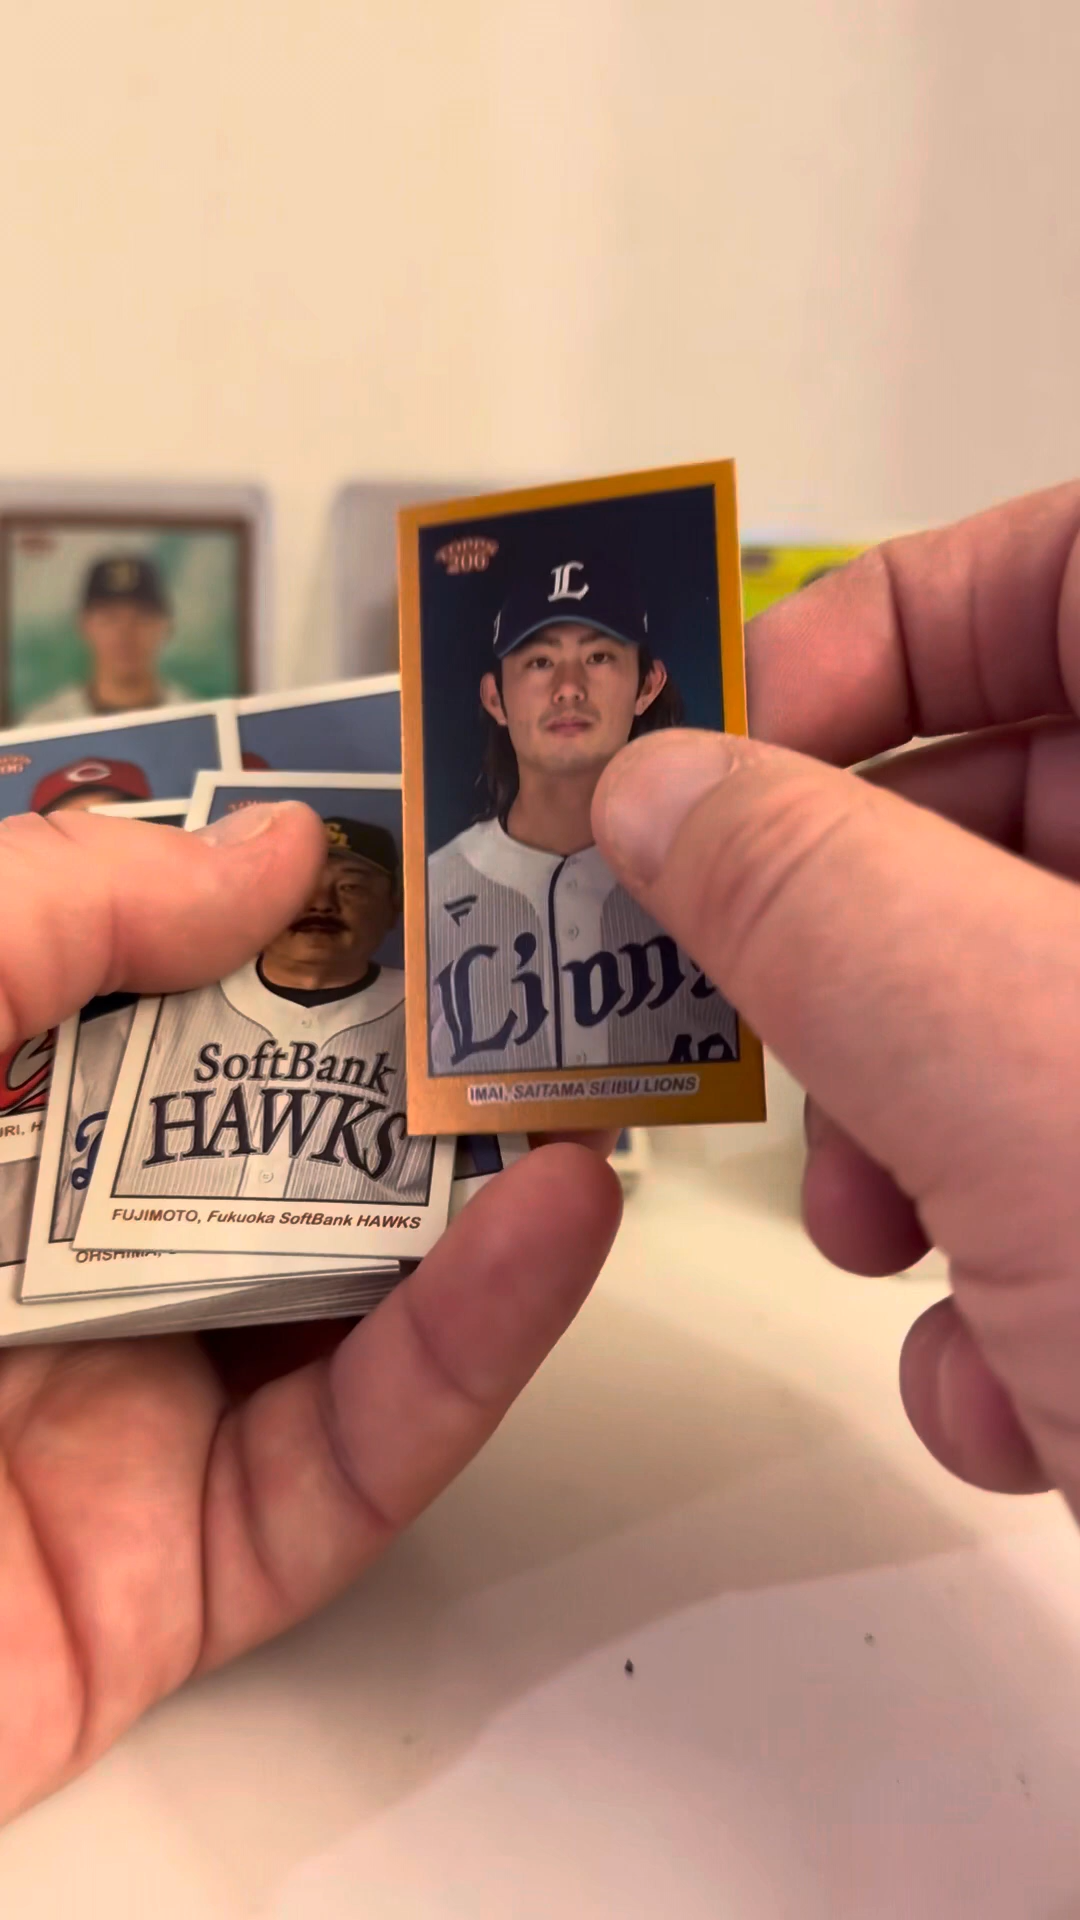 TOPPS
206
L
Lions
IMAI, SAITAMA SEIBU LIONS
C
SoftBank
HAWKS
FUJIMOTO, Fukuoka SoftBank HAWKS